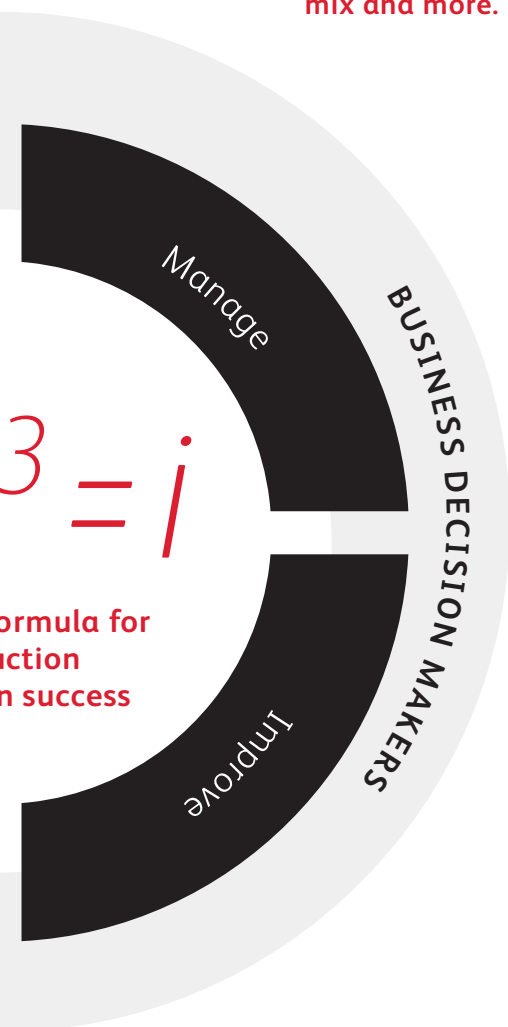 mix and more.
Manage
BUSINESS DECISION MAKERS
3 = i
ormula for
uction
n success
Improve